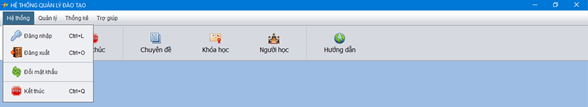 HỆ THỐNG QUẢN LÝ ĐÀO TẠO
Hệ thống Quản lý Thống kê Trợ giúp
Đăng nhập Ctrl+L
Đăng xuất Ctrl+O
Đổi mật khẩu
Kết thúc Ctrl+Q
húc Chuyên đề Khóa học Người học Hướng dẫn